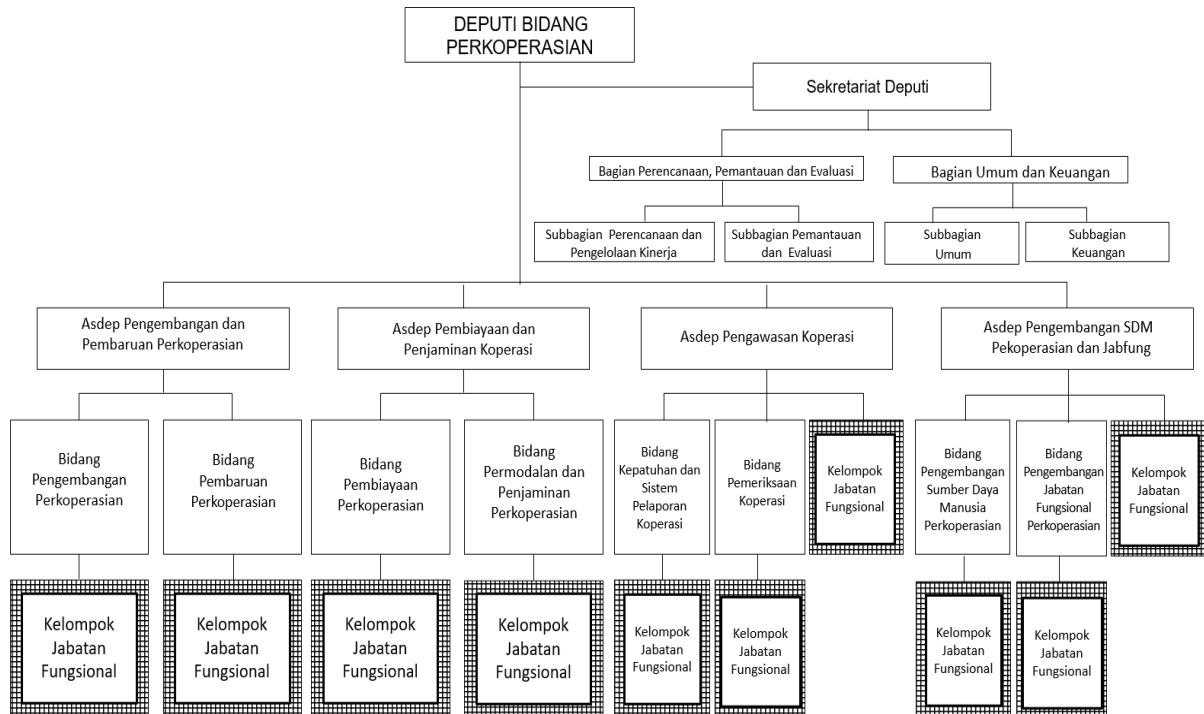 DEPUTI BIDANG
PERKOPERASIAN
Sekretariat Deputi
Bagian Perencanaan, Pemantauan dan Evaluasi
Bagian Umum dan Keuangan
Subbagian Perencanaan dan
Pengelolaan Kinerja
Subbagian Pemantauan
dan Evaluasi
Subbagian
Umum
Subbagian
Keuangan
Asdep Pengembangan dan
Pembaruan Perkoperasian
Asdep Pembiayaan dan
Penjaminan Koperasi
Asdep Pengawasan Koperasi
Asdep Pengembangan SDM
Pekoperasian dan Jabfung
Bidang
Pengembangan
Perkoperasian
Bidang
Pembaruan
Perkoperasian
Bidang
Pembiayaan
Perkoperasian
Bidang
Permodalan dan
Penjaminan
Perkoperasian
Bidang
Kepatuhan dan
Sistem
Pelaporan
Koperasi
Bidang
Pemeriksaan
Koperasi
Kelompok
Jabatan
Fungsional
Bidang
Pengembangan
Sumber Daya
Manusia
Perkoperasian
Bidang
Pengembangan
Jabatan
Fungsional
Perkoperasian
Kelompok
Jabatan
Fungsional
Kelompok
Jabatan
Fungsional
Kelompok
Jabatan
Fungsional
Kelompok
Jabatan
Fungsional
Kelompok
Jabatan
Fungsional
Kelompok
Jabatan
Fungsional
Kelompok
Jabatan
Fungsional
Kelompok
Jabatan
Fungsional
Kelompok
Jabatan
Fungsional